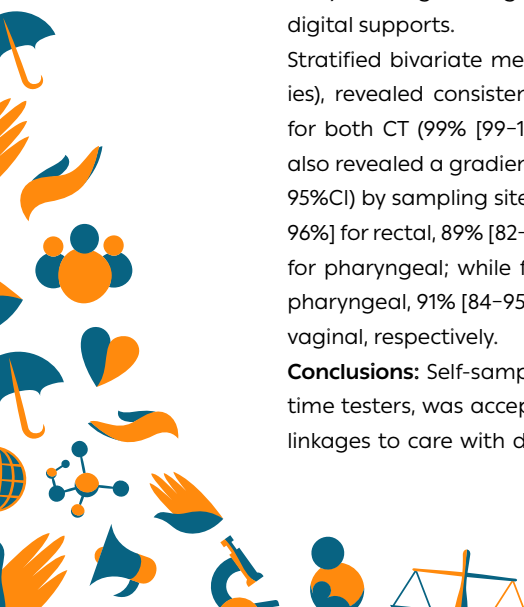 digital supports.
Stratified bivariate me
ies), revealed consister
for both CT (99% [99–1
also revealed a gradien
95%CI) by sampling site
96%] for rectal, 89% [82-
for pharyngeal; while f
pharyngeal, 91% [84–95
vaginal, respectively.
Conclusions: Self-samp
time testers, was accep
linkages to care with d